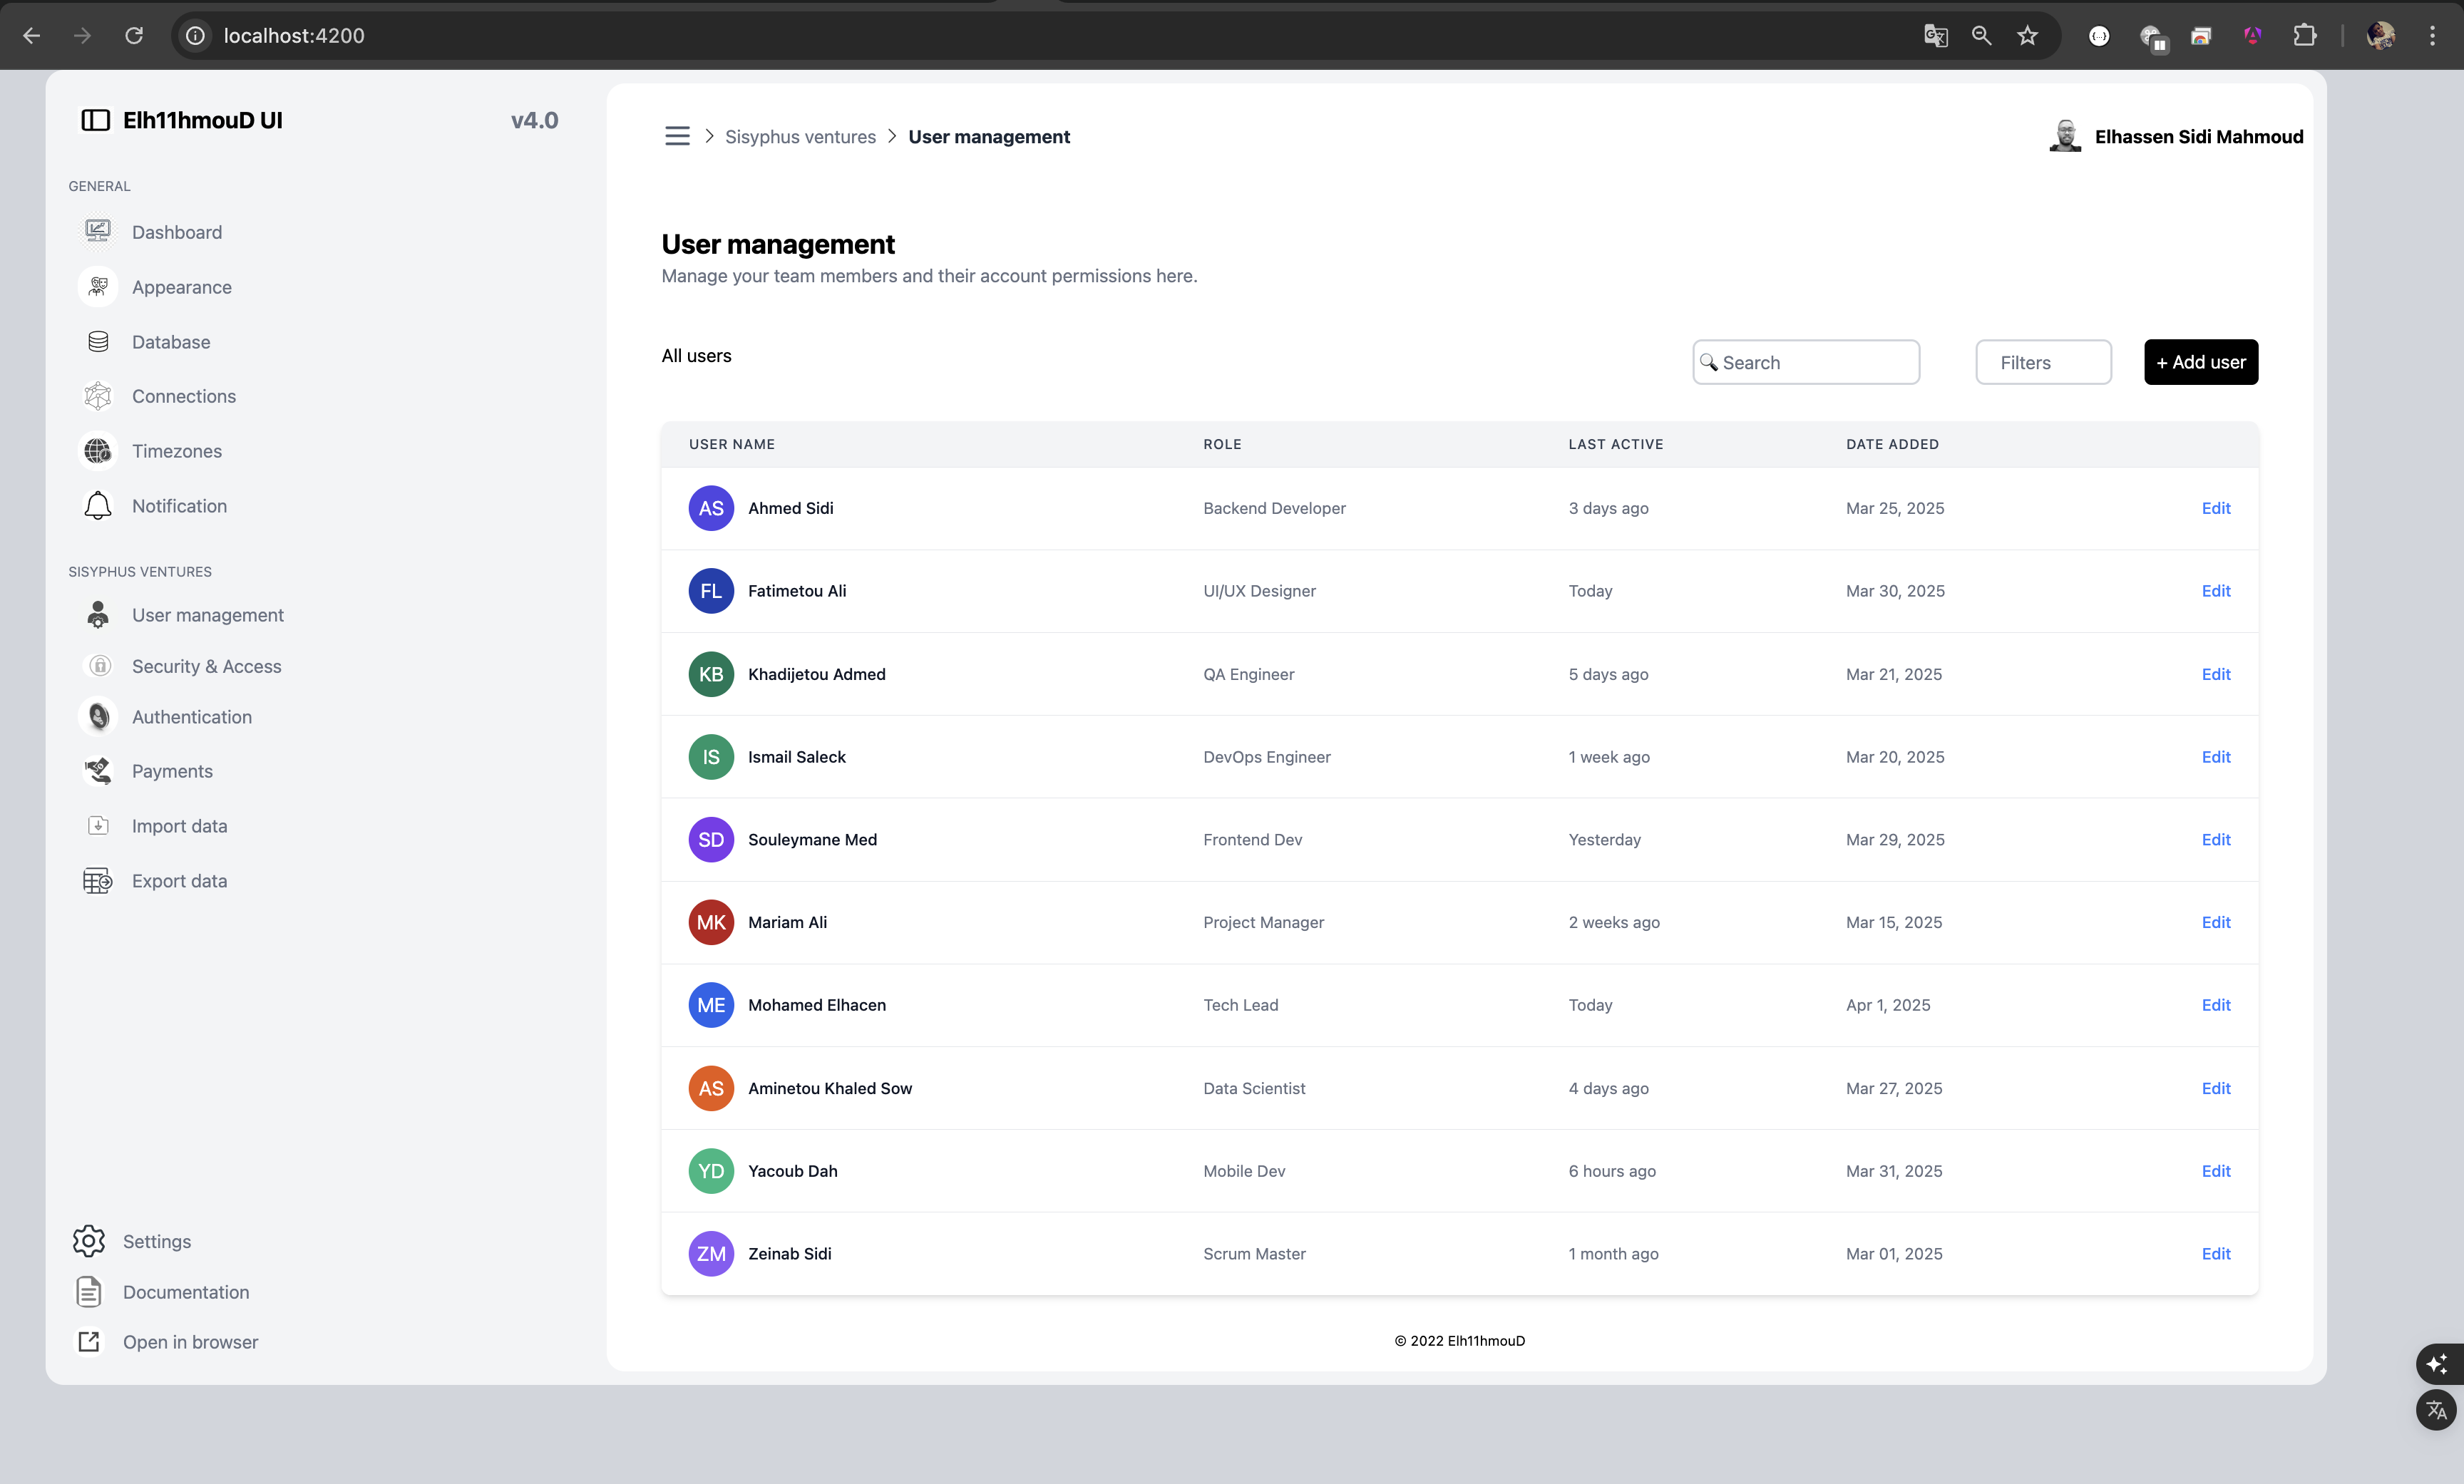 localhost:4200
Elh11hmouD UI
v4.0
GENERAL
Dashboard
Appearance
Database
Connections
Timezones
Notification
SISYPHUS VENTURES
User management
Security & Access
Authentication
Payments
Import data
Export data
Settings
Documentation
Open in browser
Sisyphus ventures
User management
Elhassen Sidi Mahmoud
User management
Manage your team members and their account permissions here.
All users
Search
Filters
+ Add user
USER NAME ROLE LAST ACTIVE DATE ADDED
AS Ahmed Sidi Backend Developer 3 days ago Mar 25, 2025 Edit
FL Fatimetou Ali UI/UX Designer Today Mar 30, 2025 Edit
KB Khadijetou Admed QA Engineer 5 days ago Mar 21, 2025 Edit
IS Ismail Saleck DevOps Engineer 1 week ago Mar 20, 2025 Edit
SD Souleymane Med Frontend Dev Yesterday Mar 29, 2025 Edit
MK Mariam Ali Project Manager 2 weeks ago Mar 15, 2025 Edit
ME Mohamed Elhacen Tech Lead Today Apr 1, 2025 Edit
AS Aminetou Khaled Sow Data Scientist 4 days ago Mar 27, 2025 Edit
YD Yacoub Dah Mobile Dev 6 hours ago Mar 31, 2025 Edit
ZM Zeinab Sidi Scrum Master 1 month ago Mar 01, 2025 Edit
© 2022 Elh11hmouD